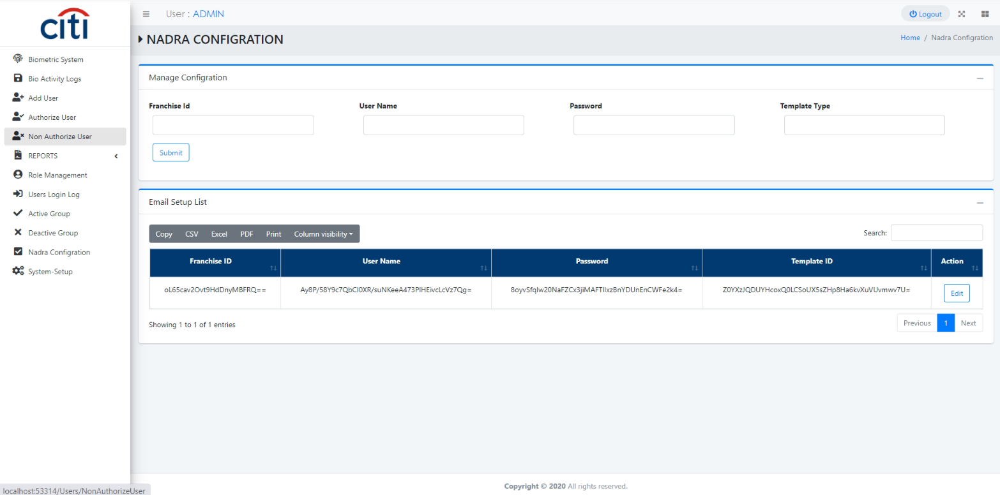 citi
User : ADMIN
Logout
NADRA CONFIGRATION
Home / Nadra Configration
Biometric System
Bio Activity Logs
Add User
Authorize User
Non Authorize User
REPORTS
Role Management
Users Login Log
Active Group
Deactive Group
Nadra Configration
System-Setup
Manage Configration
Franchise Id User Name Password Template Type
Submit
Email Setup List
Copy CSV Excel PDF Print Column visibility
Search:
Franchise ID User Name Password Template ID Action
oL65cav2Ovt9HdDnyMBFRQ== Ay8P/58Y9c7QbCI0XR/suNKeeA473PIHEivcLcVz7Qg= 8oyvSfqIw20NaFZCx3jiMAFTIlxzBnYDUnEnCWFe2k4= Z0YXzJQDUYHcoxQ0LCSoUX5sZHp8Ha6kvXuVUvmwv7U= Edit
Showing 1 to 1 of 1 entries
Previous 1 Next
Copyright © 2020 All rights reserved.
localhost:53314/Users/NonAuthorizeUser